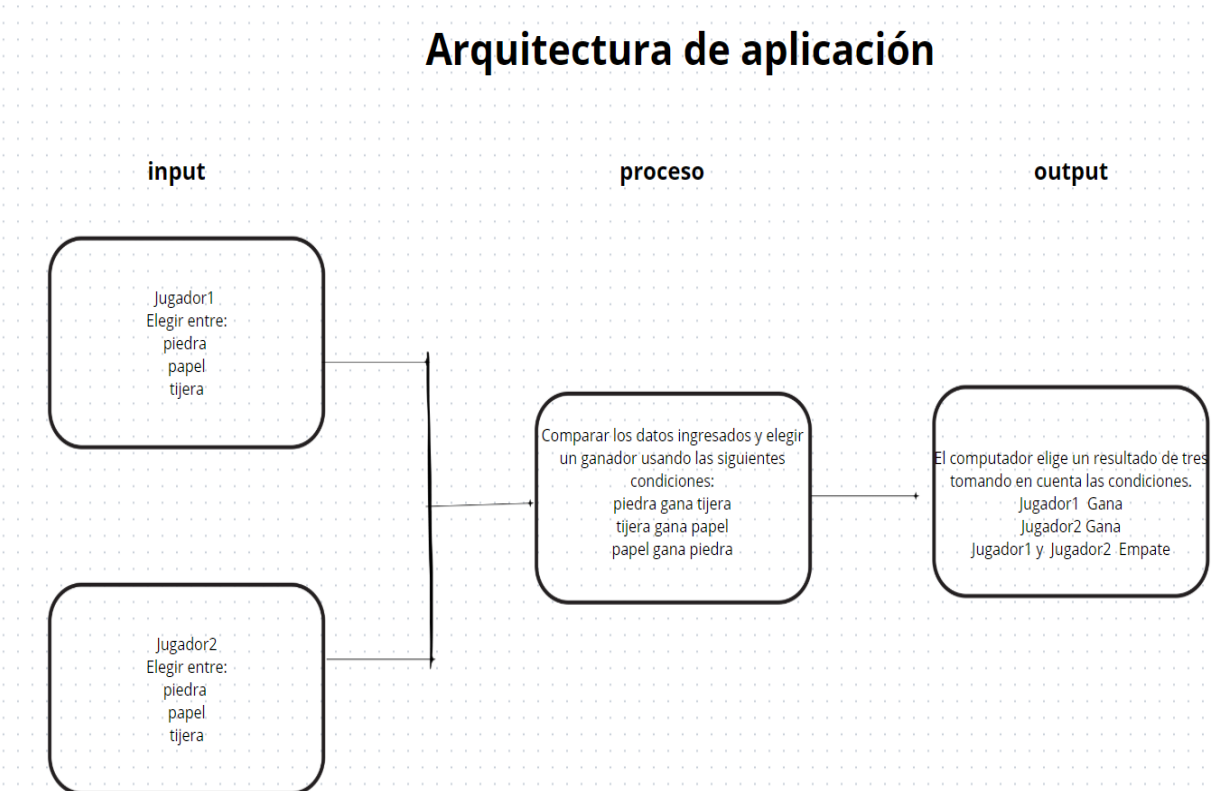 Arquitectura de aplicación
input
proceso
output
Jugador1
Elegir entre:
piedra
papel
tijera
Jugador2
Elegir entre:
piedra
papel
tijera
Comparar los datos ingresados y elegir
un ganador usando las siguientes
condiciones:
piedra gana tijera
tijera gana papel
papel gana piedra
El computador elige un resultado de tres
tomando en cuenta las condiciones.
Jugador1 Gana
Jugador2 Gana
Jugador1 y Jugador2 Empate